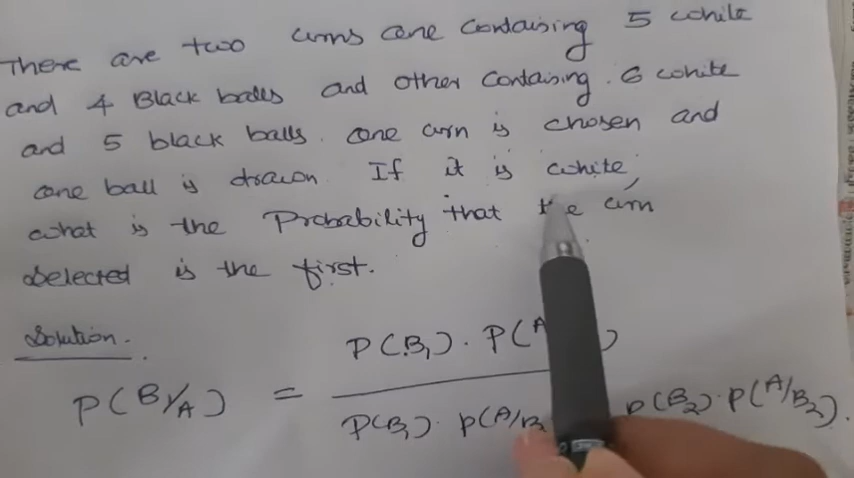 There are two urns one containing 5 white
and 4 Black balls and other containing. 6 white
and 5 black balls. one urn is chosen and
one ball is drawn. If it is white,
what is the Probability that the urn
selected is the first.
Solution.
P(B₁) · P(A )
P(B/A) =
P(B₁) · P(A/B P(B₂) · P(A/B₂).